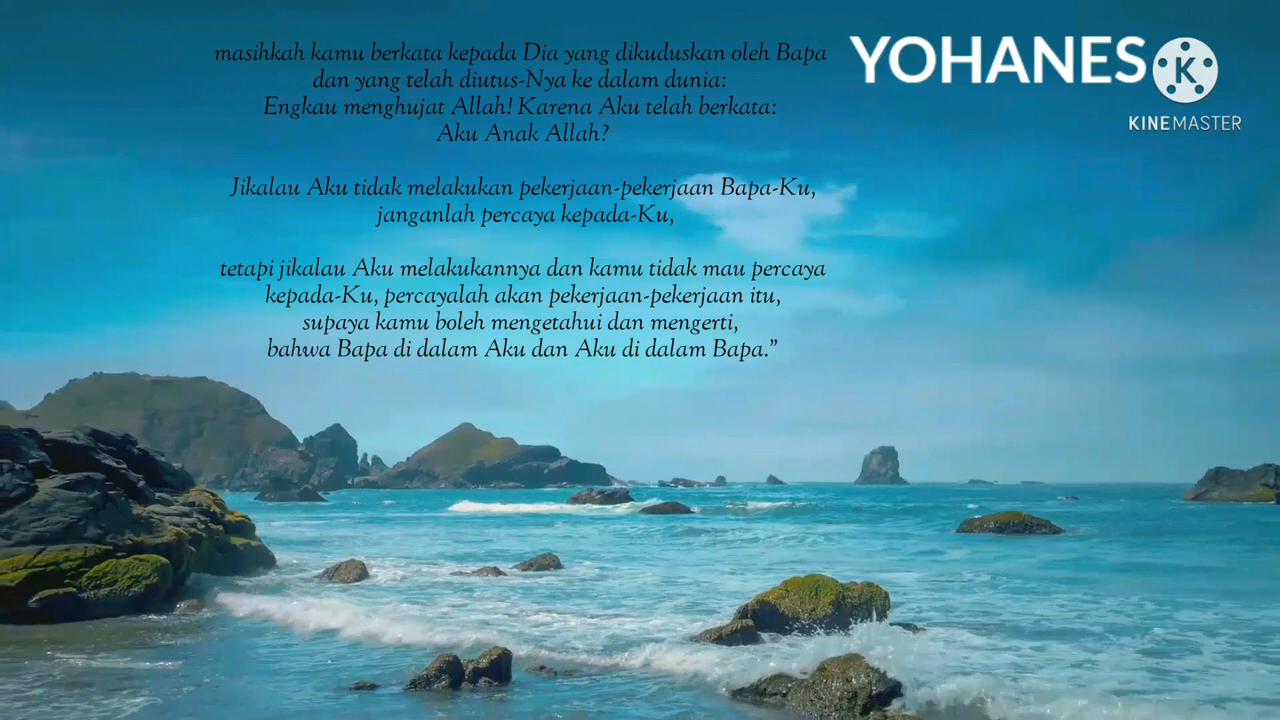 masihkah kamu berkata kepada Dia yang dikuduskan oleh Bapa
dan yang telah diutus-Nya ke dalam dunia:
Engkau menghujat Allah! Karena Aku telah berkata:
Aku Anak Allah?
Jikalau Aku tidak melakukan pekerjaan-pekerjaan Bapa-Ku,
janganlah percaya kepada-Ku,
tetapi jikalau Aku melakukannya dan kamu tidak mau percaya
kepada-Ku, percayalah akan pekerjaan-pekerjaan itu,
supaya kamu boleh mengetahui dan mengerti,
bahwa Bapa di dalam Aku dan Aku di dalam Bapa.”
YOHANES
K
KINEMASTER